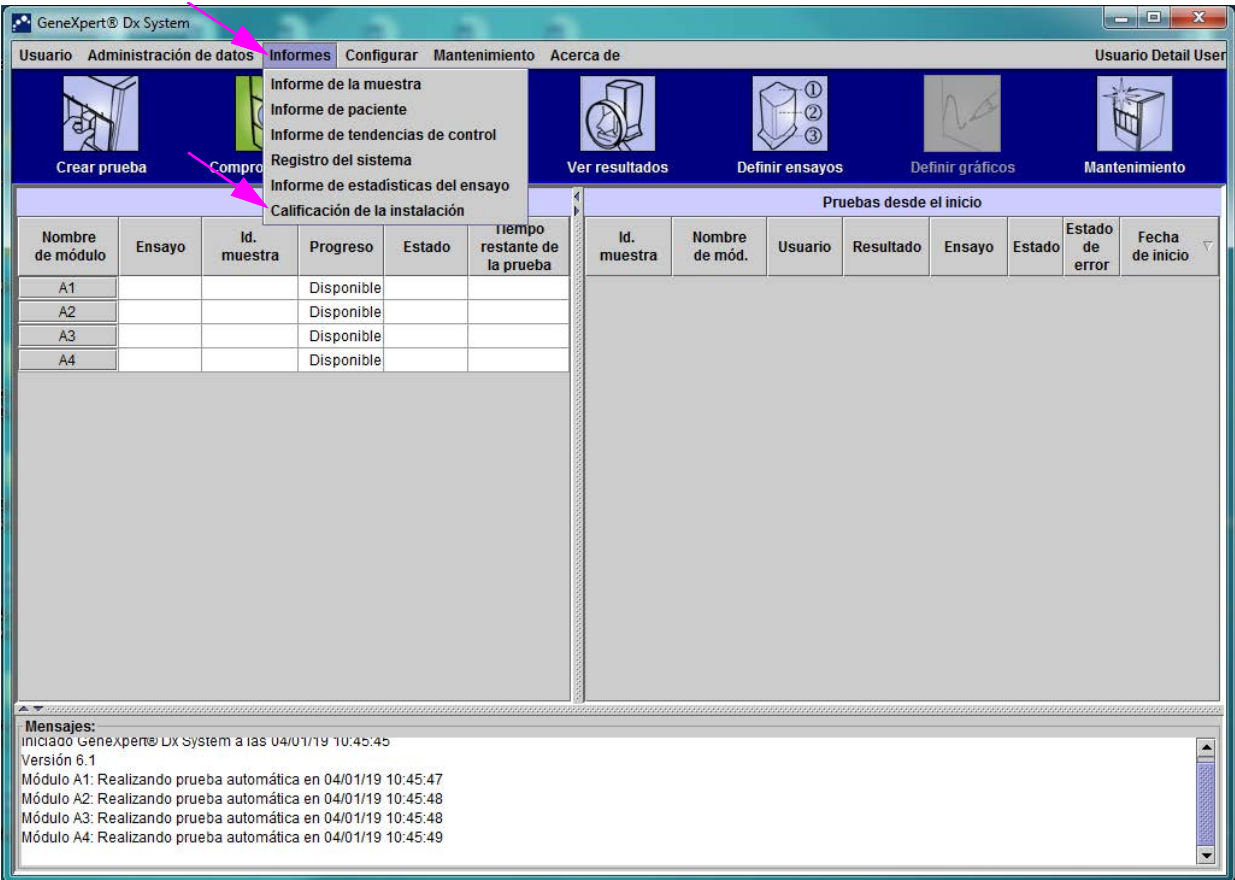 GeneXpert® Dx System
Usuario Administración de datos Informes Configurar Mantenimiento Acerca de Usuario Detail User
Informe de la muestra
Informe de paciente
Informe de tendencias de control
Registro del sistema
Informe de estadísticas del ensayo
Calificación de la instalación
1
2
3
Crear prueba Compro Ver resultados Definir ensayos Definir gráficos Mantenimiento
Pruebas desde el inicio
Nombre de módulo Ensayo Id. muestra Progreso Estado Tiempo restante de la prueba
Id. muestra Nombre de mód. Usuario Resultado Ensayo Estado Estado de error Fecha de inicio
A1 Disponible
A2 Disponible
A3 Disponible
A4 Disponible
Mensajes:
Iniciado GeneXpert® Dx System a las 04/01/19 10:45:45
Versión 6.1
Módulo A1: Realizando prueba automática en 04/01/19 10:45:47
Módulo A2: Realizando prueba automática en 04/01/19 10:45:48
Módulo A3: Realizando prueba automática en 04/01/19 10:45:48
Módulo A4: Realizando prueba automática en 04/01/19 10:45:49